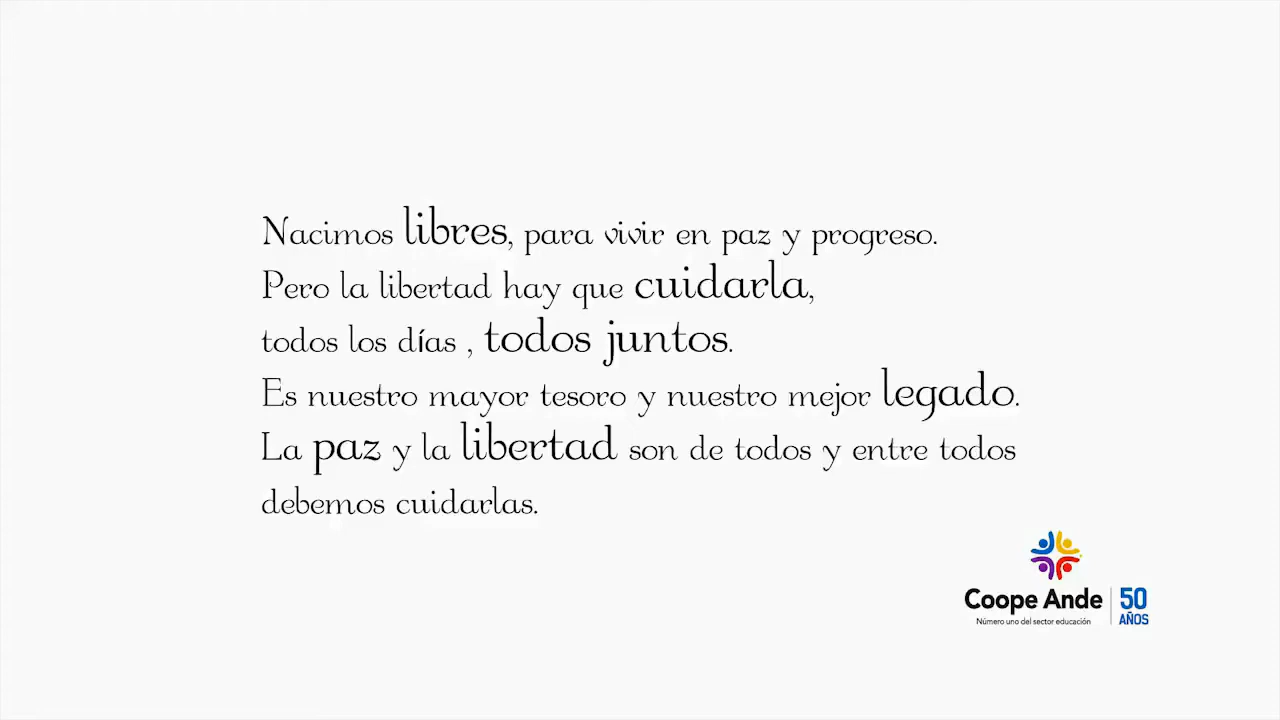 Nacimos libres, para vivir en paz y progreso.
Pero la libertad hay que cuidarla,
todos los días , todos juntos.
Es nuestro mayor tesoro y nuestro mejor legado.
La paz y la libertad son de todos y entre todos
debemos cuidarlas.
Coope Ande
Número uno del sector educación
50
AÑOS